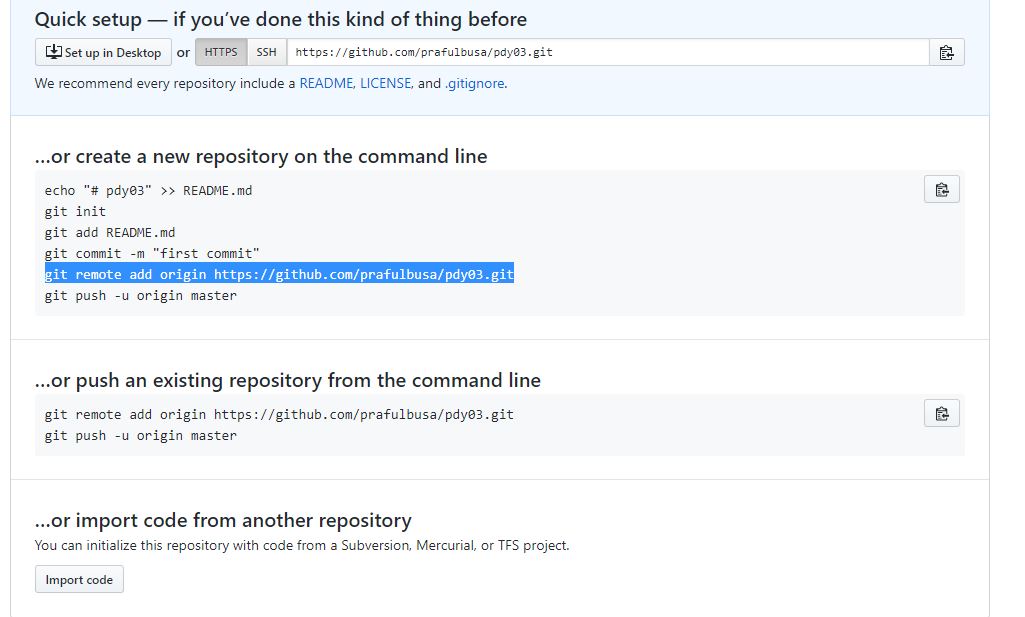 Quick setup — if you’ve done this kind of thing before
Set up in Desktop or HTTPS SSH https://github.com/prafulbusa/pdy03.git
We recommend every repository include a README, LICENSE, and .gitignore.
…or create a new repository on the command line
echo "# pdy03" >> README.md
git init
git add README.md
git commit -m "first commit"
git remote add origin https://github.com/prafulbusa/pdy03.git
git push -u origin master
…or push an existing repository from the command line
git remote add origin https://github.com/prafulbusa/pdy03.git
git push -u origin master
…or import code from another repository
You can initialize this repository with code from a Subversion, Mercurial, or TFS project.
Import code